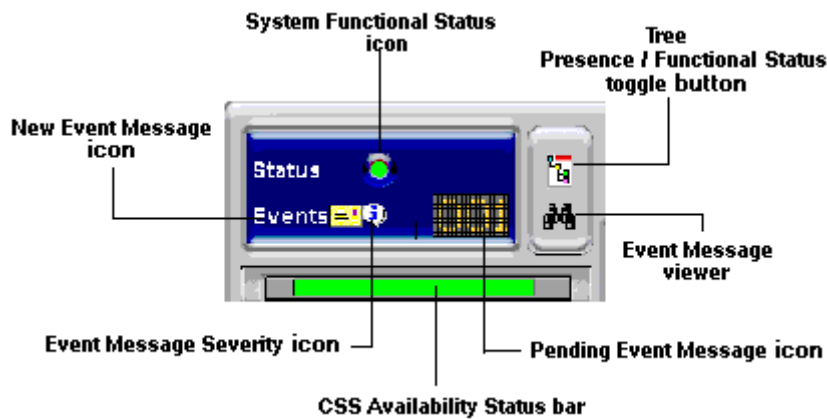 System Functional Status
icon
Tree
Presence / Functional Status
toggle button
New Event Message
icon
Status
Events
Event Message
viewer
Event Message Severity icon
Pending Event Message icon
CSS Availability Status bar